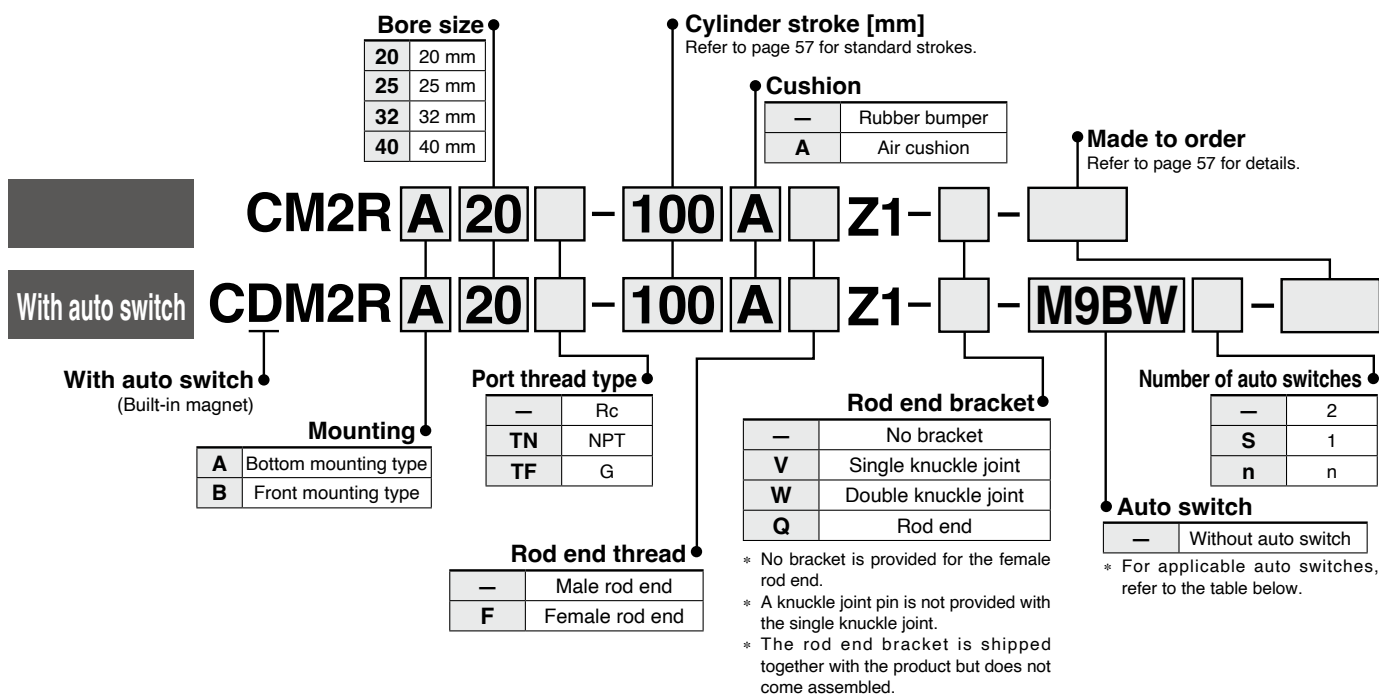 Bore size
20 20 mm
25 25 mm
32 32 mm
40 40 mm
Cylinder stroke [mm]
Refer to page 57 for standard strokes.
Cushion
— Rubber bumper
A Air cushion
Made to order
Refer to page 57 for details.
CM2R A 20 – 100 A Z1– –
With auto switch CDM2R A 20 – 100 A Z1– – M9BW –
With auto switch
(Built-in magnet)
Mounting
A Bottom mounting type
B Front mounting type
Port thread type
— Rc
TN NPT
TF G
Rod end thread
— Male rod end
F Female rod end
Rod end bracket
— No bracket
V Single knuckle joint
W Double knuckle joint
Q Rod end
* No bracket is provided for the female
rod end.
* A knuckle joint pin is not provided with
the single knuckle joint.
* The rod end bracket is shipped
together with the product but does not
come assembled.
Number of auto switches
— 2
S 1
n n
Auto switch
— Without auto switch
* For applicable auto switches,
refer to the table below.